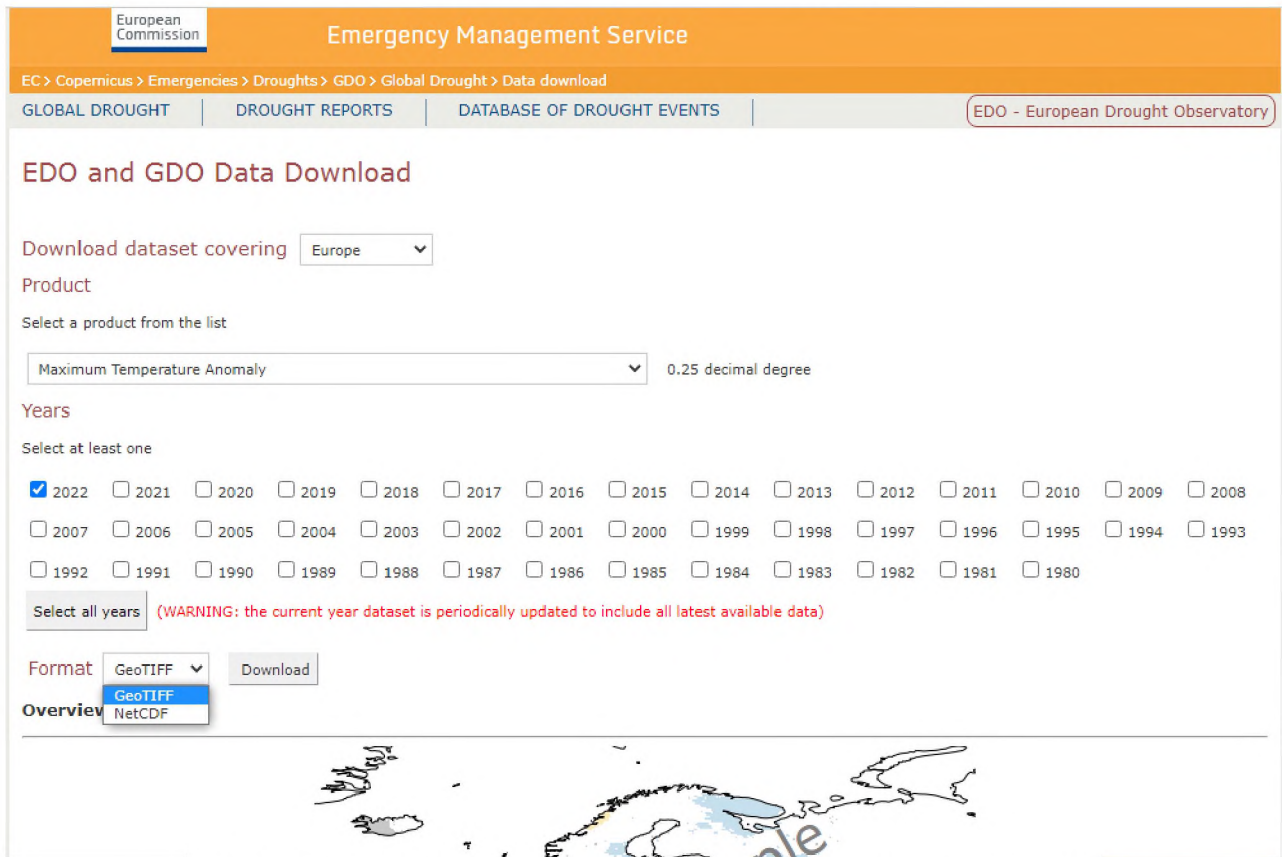 European
Commission
Emergency Management Service
EC > Copernicus > Emergencies > Droughts > GDO > Global Drought > Data download
GLOBAL DROUGHT DROUGHT REPORTS DATABASE OF DROUGHT EVENTS EDO - European Drought Observatory
EDO and GDO Data Download
Download dataset covering Europe
Product
Select a product from the list
Maximum Temperature Anomaly 0.25 decimal degree
Years
Select at least one
2022 2021 2020 2019 2018 2017 2016 2015 2014 2013 2012 2011 2010 2009 2008
2007 2006 2005 2004 2003 2002 2001 2000 1999 1998 1997 1996 1995 1994 1993
1992 1991 1990 1989 1988 1987 1986 1985 1984 1983 1982 1981 1980
Select all years (WARNING: the current year dataset is periodically updated to include all latest available data)
Format GeoTIFF Download
GeoTIFF
Overview
NetCDF